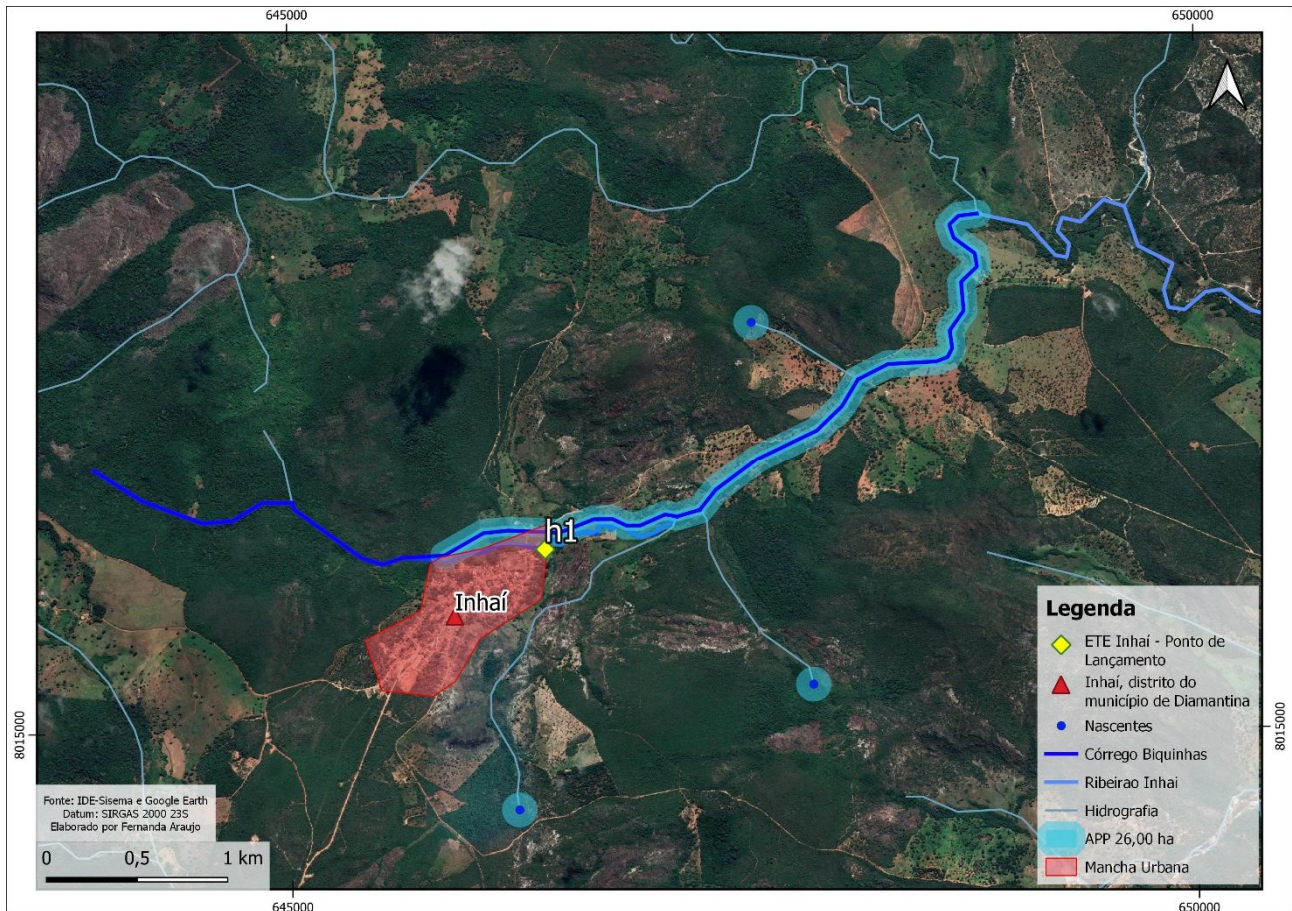 645000
650000
h1
Inhaí
8015000
8015000
Legenda
ETE Inhaí - Ponto de
Lançamento
Inhaí, distrito do
município de Diamantina
Nascentes
Córrego Biquinhas
Ribeirao Inhai
Hidrografia
APP 26,00 ha
Mancha Urbana
Fonte: IDE-Sisema e Google Earth
Datum: SIRGAS 2000 23S
Elaborado por Fernanda Araujo
0 0,5 1 km
645000
650000